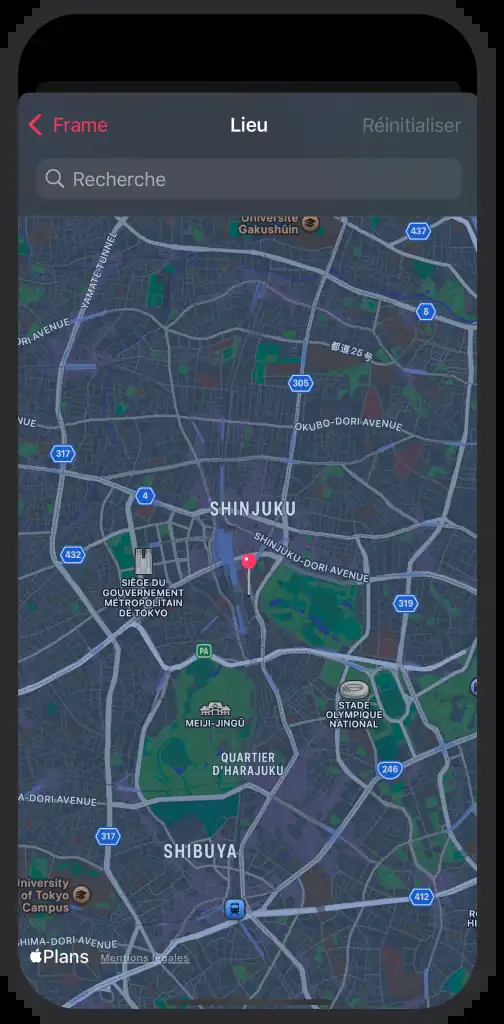 Frame
Lieu
Réinitialiser
Recherche
Université
Gakushūin
437
YAMATE TUNNEL
8
ORI AVENUE
都道25号
305
NUE
OKUBO-DORI AVENUE
317
4
SHINJUKU
SHINJUKU-DORI AVENUE
432
SIÈGE DU
GOUVERNEMENT
MÉTROPOLITAIN
DE TOKYO
319
PA
MEIJI-JINGŪ
STADE
OLYMPIQUE
NATIONAL
QUARTIER
D'HARAJUKU
246
A-DORI AVENUE
317
SHIBUYA
University
of Tokyo
Campus
412
SHIMA-DORI AVENUE
Plans
Mentions légales